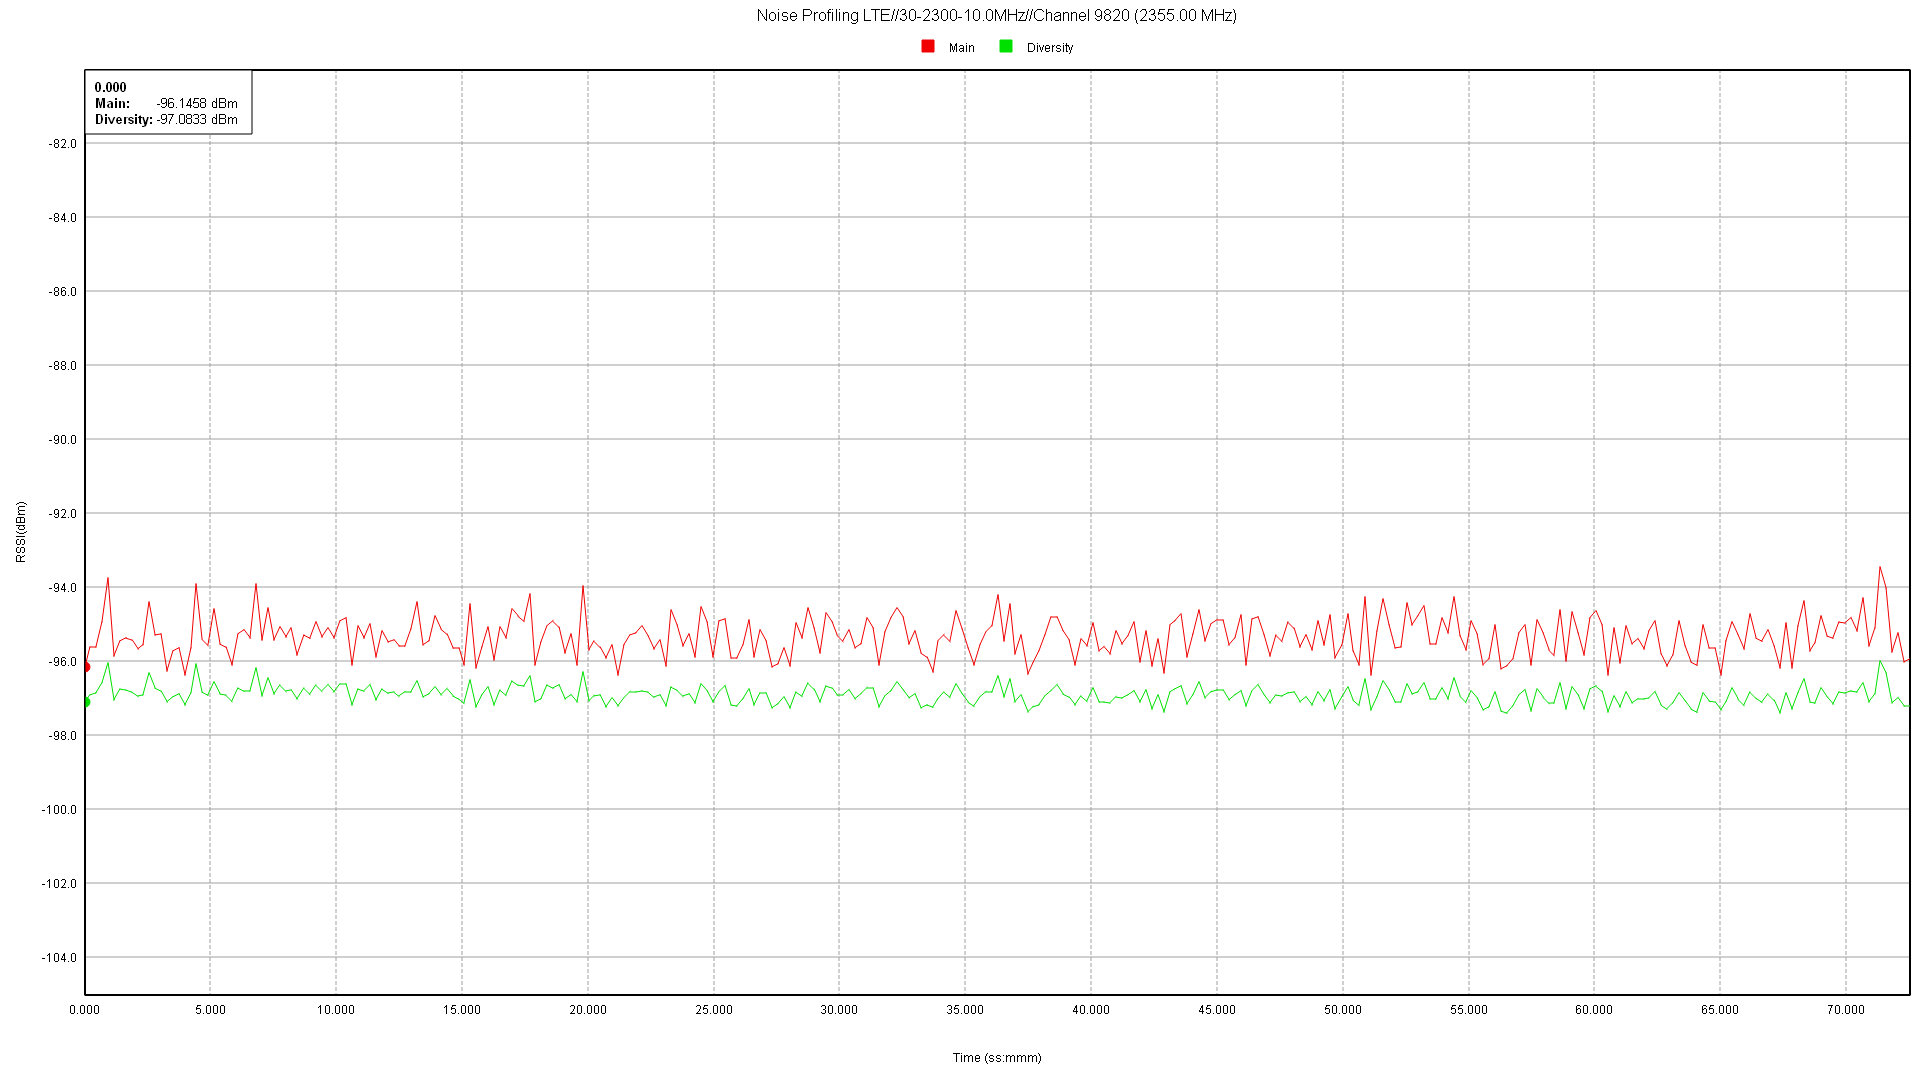 Noise Profiling LTE//30-2300-10.0MHz//Channel 9820 (2355.00 MHz)
Main Diversity
0.000
Main: -96.1458 dBm
Diversity: -97.0833 dBm
-82.0
-84.0
-86.0
-88.0
-90.0
-92.0
RSSI(dBm)
-94.0
-96.0
-98.0
-100.0
-102.0
-104.0
0.000 5.000 10.000 15.000 20.000 25.000 30.000 35.000 40.000 45.000 50.000 55.000 60.000 65.000 70.000
Time (ss:mmm)